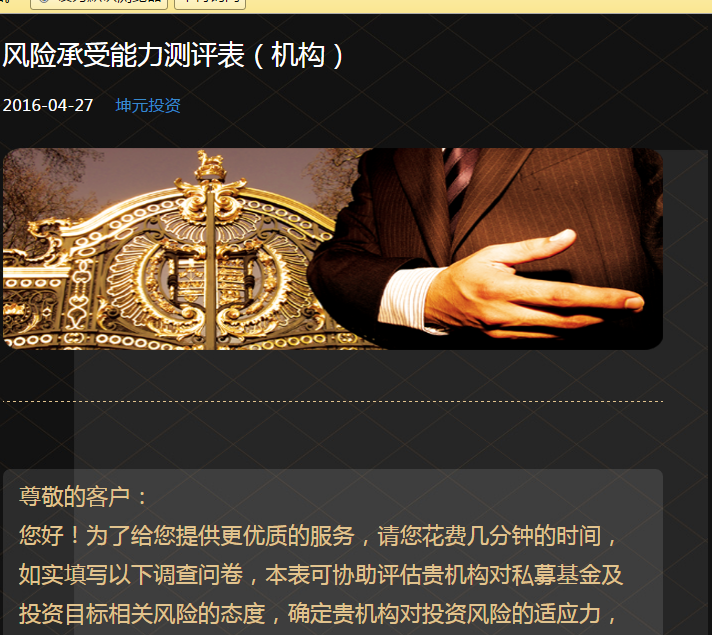 风险承受能力测评表（机构）
2016-04-27 坤元投资
尊敬的客户：
您好！为了给您提供更优质的服务，请您花费几分钟的时间，
如实填写以下调查问卷，本表可协助评估贵机构对私募基金及
投资目标相关风险的态度，确定贵机构对投资风险的适应力，